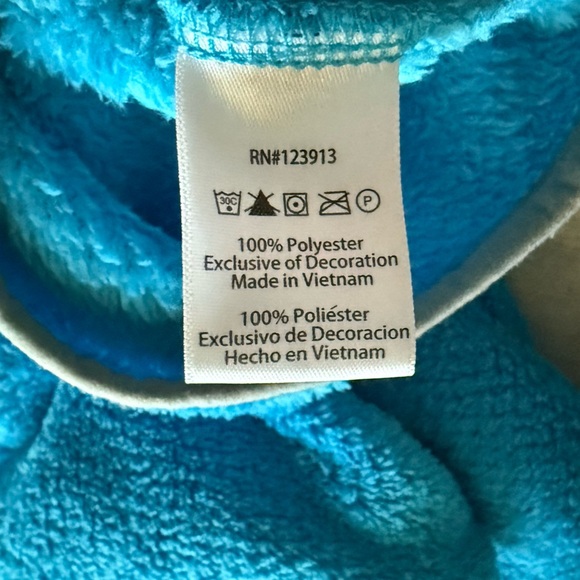 RN#123913
30C P
100% Polyester
Exclusive of Decoration
Made in Vietnam
100% Poliéster
Exclusivo de Decoracion
Hecho en Vietnam